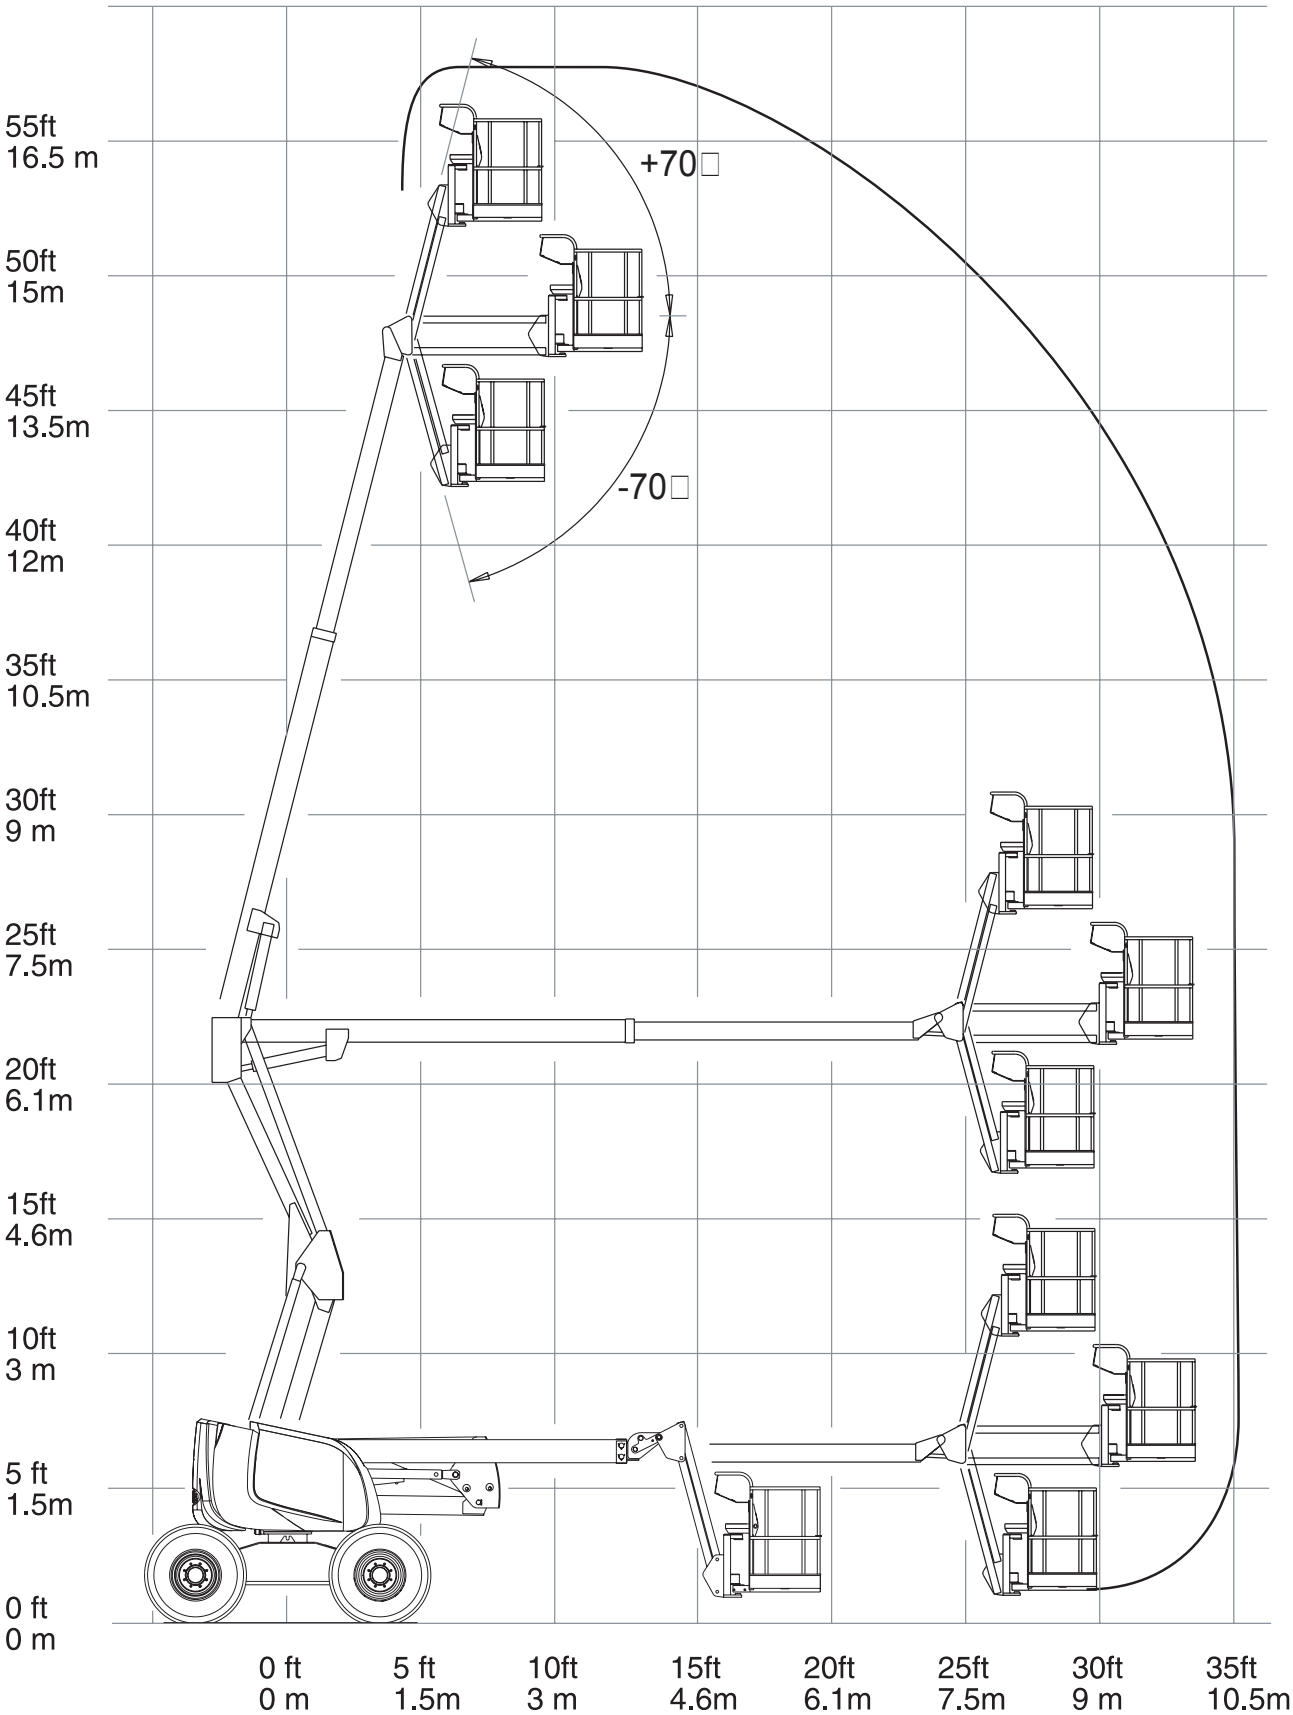 55ft
16.5 m
+70□
50ft
15m
45ft
13.5m
-70□
40ft
12m
35ft
10.5m
30ft
9 m
25ft
7.5m
20ft
6.1m
15ft
4.6m
10ft
3 m
5 ft
1.5m
0 ft
0 m
0 ft
0 m
5 ft
1.5m
10ft
3 m
15ft
4.6m
20ft
6.1m
25ft
7.5m
30ft
9 m
35ft
10.5m